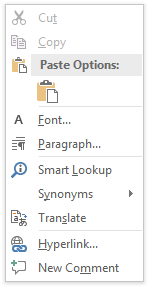 Cut
Copy
Paste Options:
Font...
Paragraph...
Smart Lookup
Synonyms
Translate
Hyperlink...
New Comment